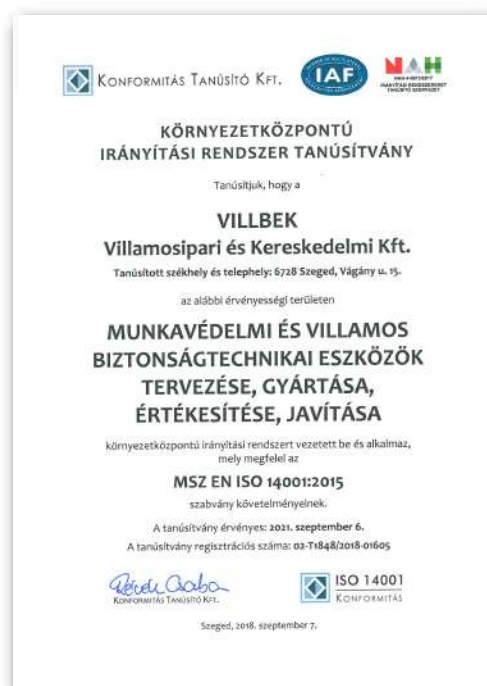 KONFORMITÁS TANÚSÍTÓ KFT.
IAF
NAH
IRÁNYÍTÁSI RENDSZEREKET
TANÚSÍTÓ SZERVEZET
KÖRNYEZETKÖZPONTÚ
IRÁNYÍTÁSI RENDSZER TANÚSÍTVÁNY
Tanúsítjuk, hogy a
VILLBEK
Villamosipari és Kereskedelmi Kft.
Tanúsított székhely és telephely: 6728 Szeged, Vágány u. 15.
az alábbi érvényességi területen
MUNKAVÉDELMI ÉS VILLAMOS
BIZTONSÁGTECHNIKAI ESZKÖZÖK
TERVEZÉSE, GYÁRTÁSA,
ÉRTÉKESÍTÉSE, JAVÍTÁSA
környezetközpontú irányítási rendszert vezetett be és alkalmaz,
mely megfelel az
MSZ EN ISO 14001:2015
szabvány követelményeinek.
A tanúsítvány érvényes: 2021. szeptember 6.
A tanúsítvány regisztrációs száma: 02-T1848/2018-01605
KONFORMITÁS TANÚSÍTÓ KFT.
ISO 14001
KONFORMITÁS
Szeged, 2018. szeptember 7.